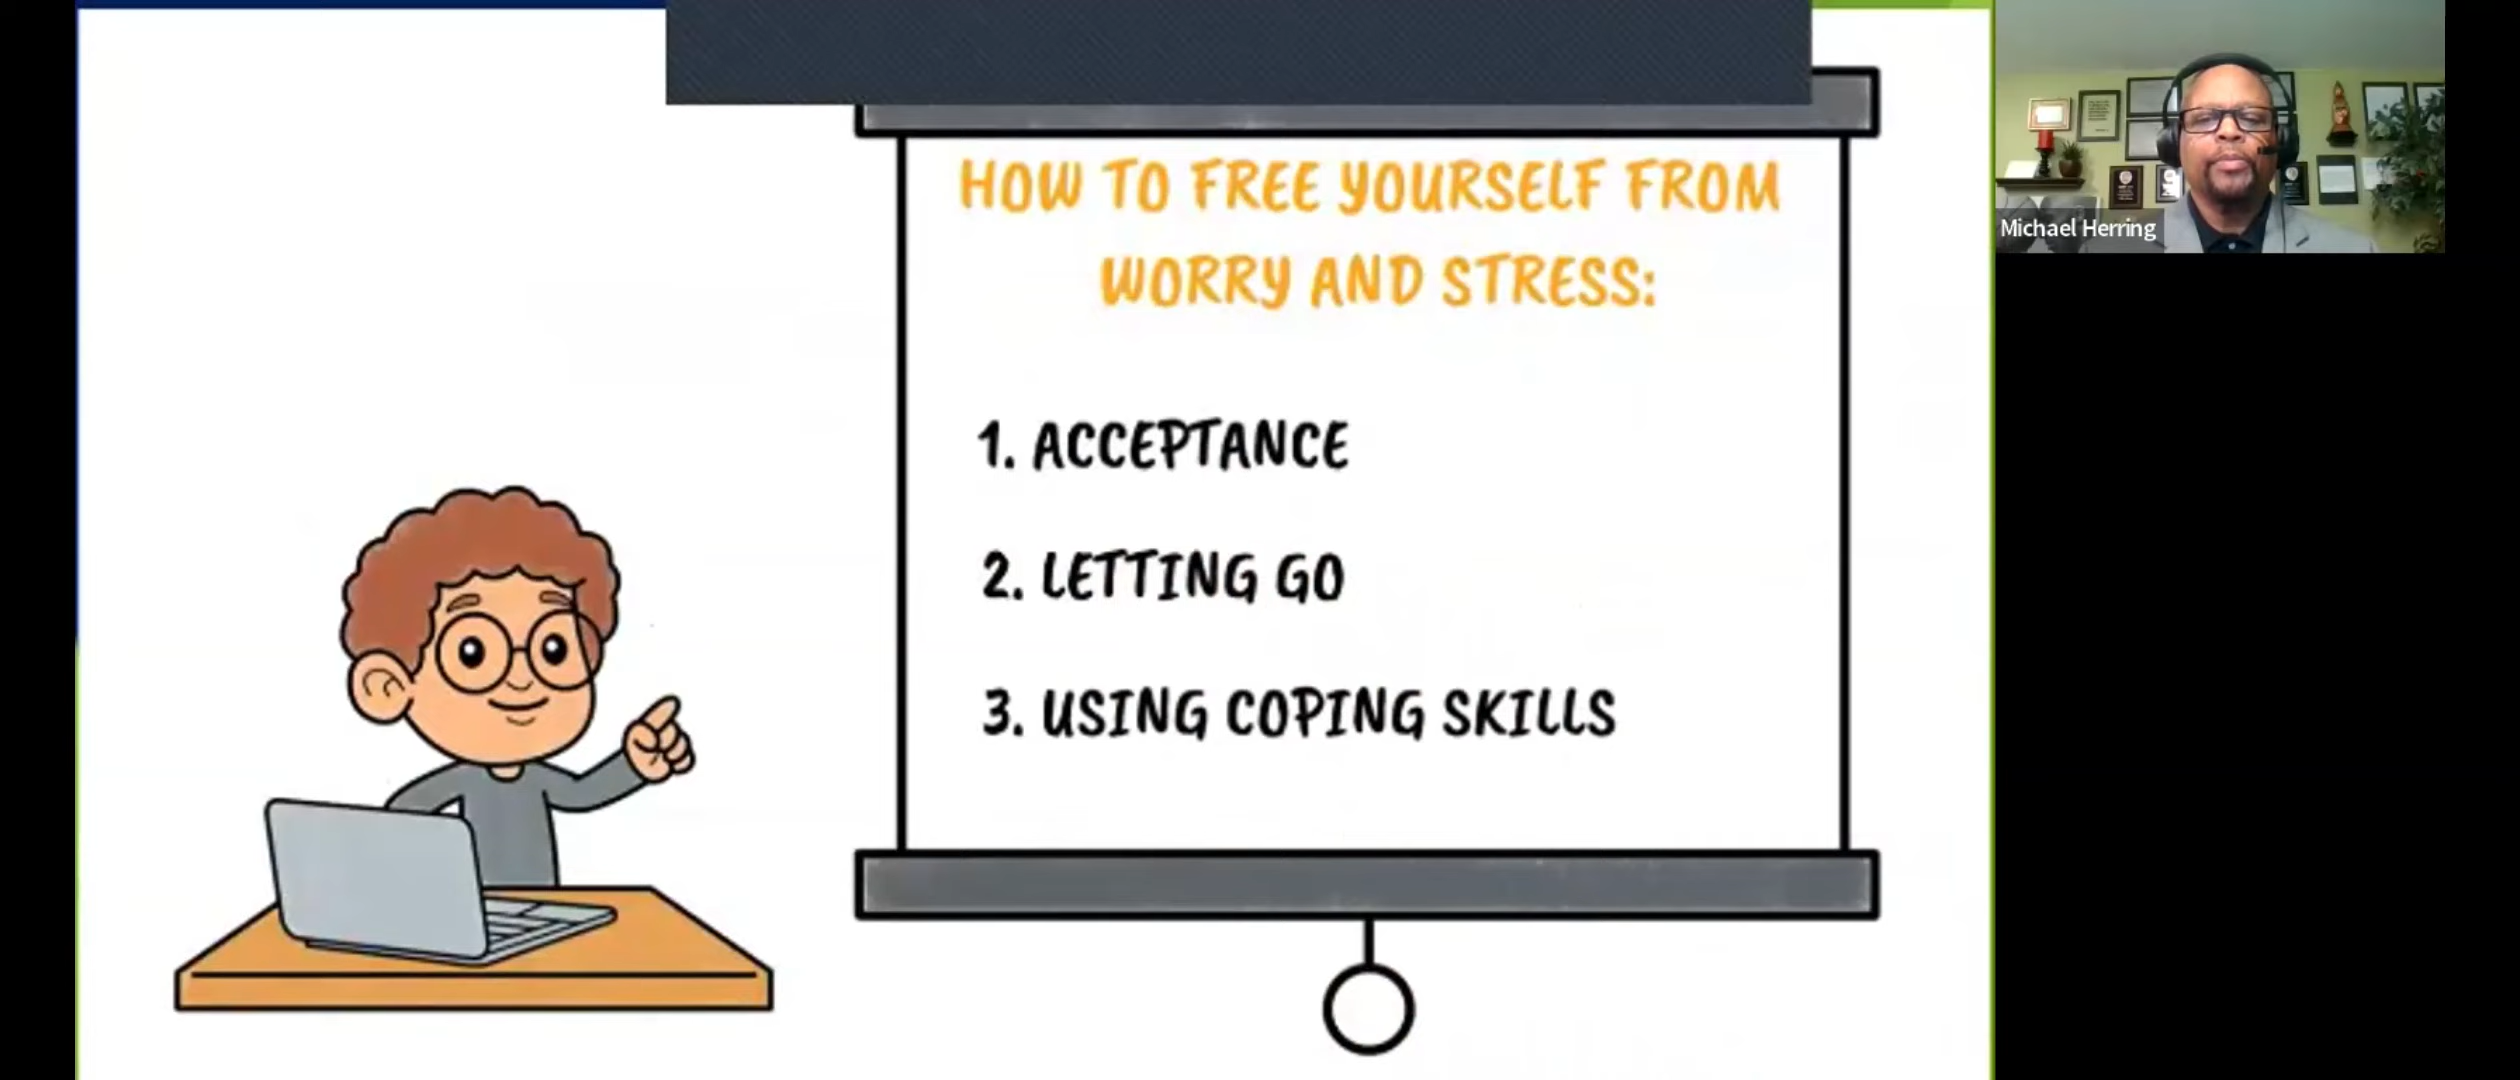 HOW TO FREE YOURSELF FROM
WORRY AND STRESS:
1. ACCEPTANCE
2. LETTING GO
3. USING COPING SKILLS
Michael Herring